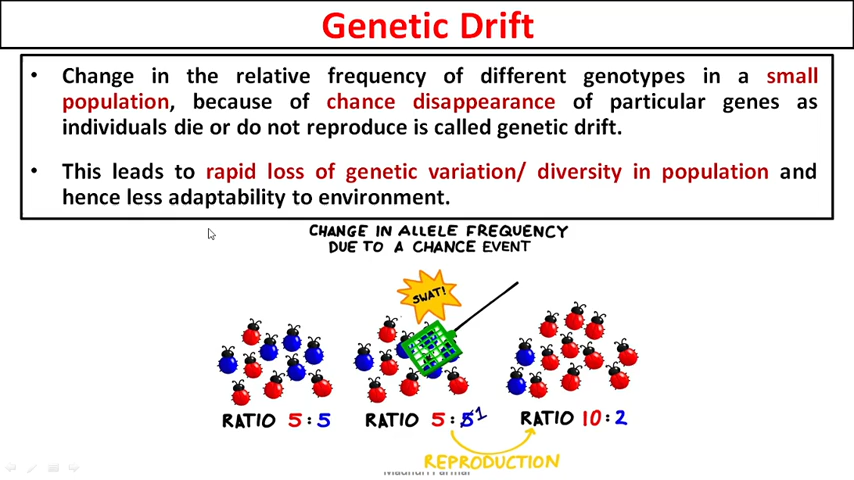 Genetic Drift
• Change in the relative frequency of different genotypes in a small
population, because of chance disappearance of particular genes as
individuals die or do not reproduce is called genetic drift.
• This leads to rapid loss of genetic variation/ diversity in population and
hence less adaptability to environment.
CHANGE IN ALLELE FREQUENCY
DUE TO A CHANCE EVENT
SWAT!
RATIO 5:5
RATIO 5:5 1
RATIO 10:2
REPRODUCTION